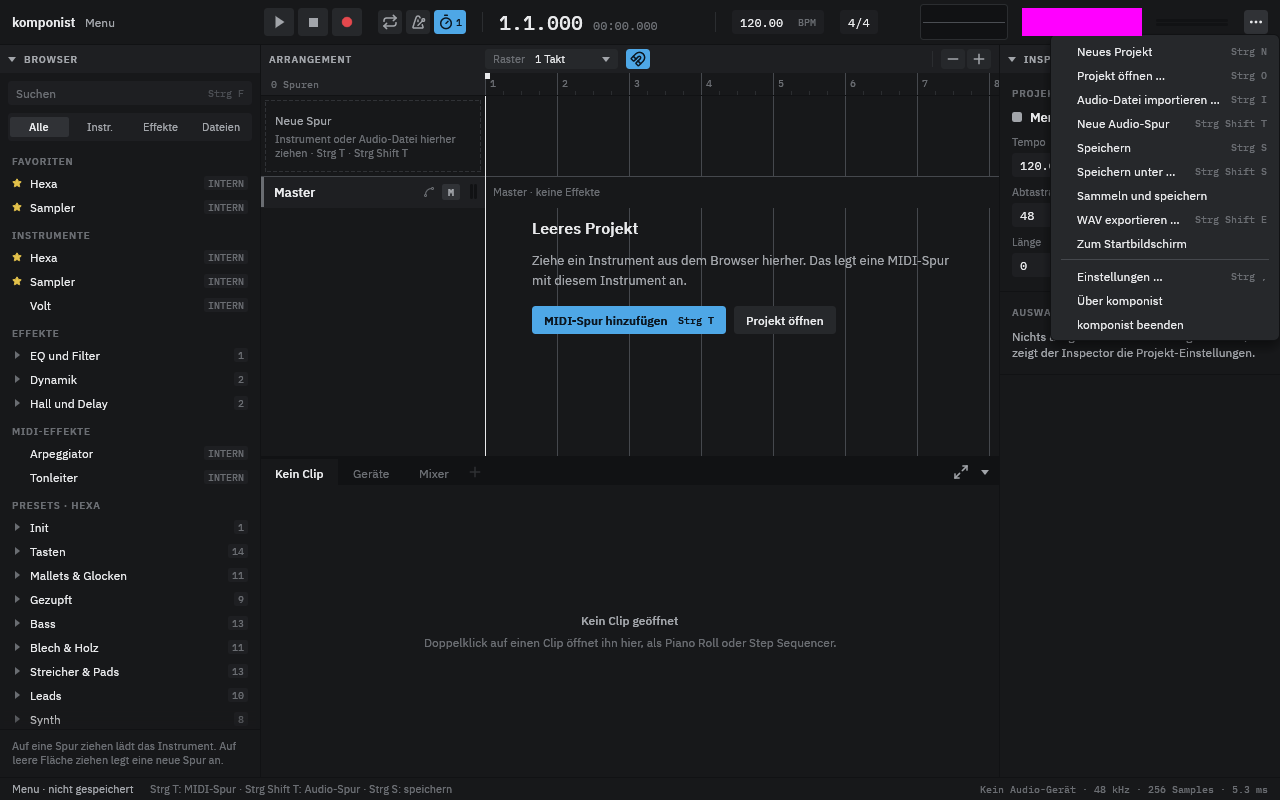 komponist Menu
1
1.1.000 00:00.000
120.00 BPM
4/4
BROWSER
Suchen Strg F
Alle Instr. Effekte Dateien
FAVORITEN
Hexa INTERN
Sampler INTERN
INSTRUMENTE
Hexa INTERN
Sampler INTERN
Volt INTERN
EFFEKTE
EQ und Filter 1
Dynamik 2
Hall und Delay 2
MIDI-EFFEKTE
Arpeggiator INTERN
Tonleiter INTERN
PRESETS · HEXA
Init 1
Tasten 14
Mallets & Glocken 11
Gezupft 9
Bass 13
Blech & Holz 11
Streicher & Pads 13
Leads 10
Synth 8
Auf eine Spur ziehen lädt das Instrument. Auf
leere Fläche ziehen legt eine neue Spur an.
ARRANGEMENT
Raster 1 Takt
0 Spuren
1 2 3 4 5 6 7 8
Neue Spur
Instrument oder Audio-Datei hierher
ziehen · Strg T · Strg Shift T
Master M
Master · keine Effekte
Leeres Projekt
Ziehe ein Instrument aus dem Browser hierher. Das legt eine MIDI-Spur
mit diesem Instrument an.
MIDI-Spur hinzufügen Strg T
Projekt öffnen
Kein Clip Geräte Mixer
Kein Clip geöffnet
Doppelklick auf einen Clip öffnet ihn hier, als Piano Roll oder Step Sequencer.
Tempo
120.
48
Länge
0
Nichts
zeigt der Inspector die Projekt-Einstellungen.
Neues Projekt Strg N
Projekt öffnen ... Strg O
Audio-Datei importieren ... Strg I
Neue Audio-Spur Strg Shift T
Speichern Strg S
Speichern unter ... Strg Shift S
Sammeln und speichern
WAV exportieren ... Strg Shift E
Zum Startbildschirm
Einstellungen ... Strg .
Über komponist
komponist beenden
Menu · nicht gespeichert
Strg T: MIDI-Spur · Strg Shift T: Audio-Spur · Strg S: speichern
Kein Audio-Gerät · 48 kHz · 256 Samples · 5.3 ms